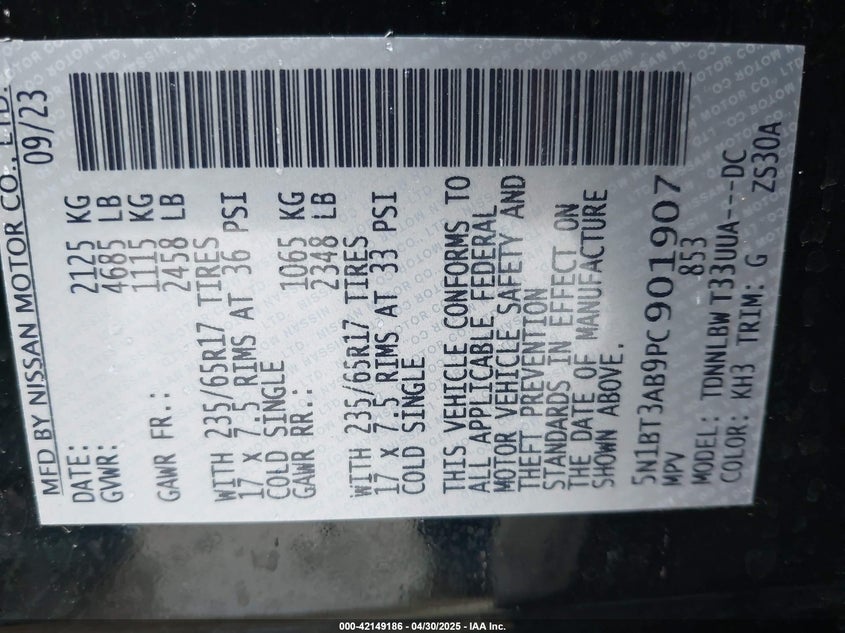 MFD BY NISSAN MOTOR CO., LTD.
DATE: 09/23
GVWR: 2125 KG
4685 LB
GAWR FR.: 1115 KG
2458 LB
WITH 235/65R17 TIRES
17 X 7.5 RIMS AT 36 PSI
COLD SINGLE
GAWR RR.: 1065 KG
2348 LB
WITH 235/65R17 TIRES
17 X 7.5 RIMS AT 33 PSI
COLD SINGLE
THIS VEHICLE CONFORMS TO
ALL APPLICABLE FEDERAL
MOTOR VEHICLE SAFETY AND
THEFT PREVENTION
STANDARDS IN EFFECT ON
THE DATE OF MANUFACTURE
SHOWN ABOVE.
5N1BT3AB9PC901907
MPV 853
MODEL: TDNNLBWT33UUA---DC
COLOR: KH3 TRIM: G ZS30A
000-42149186 - 04/30/2025 - IAA Inc.